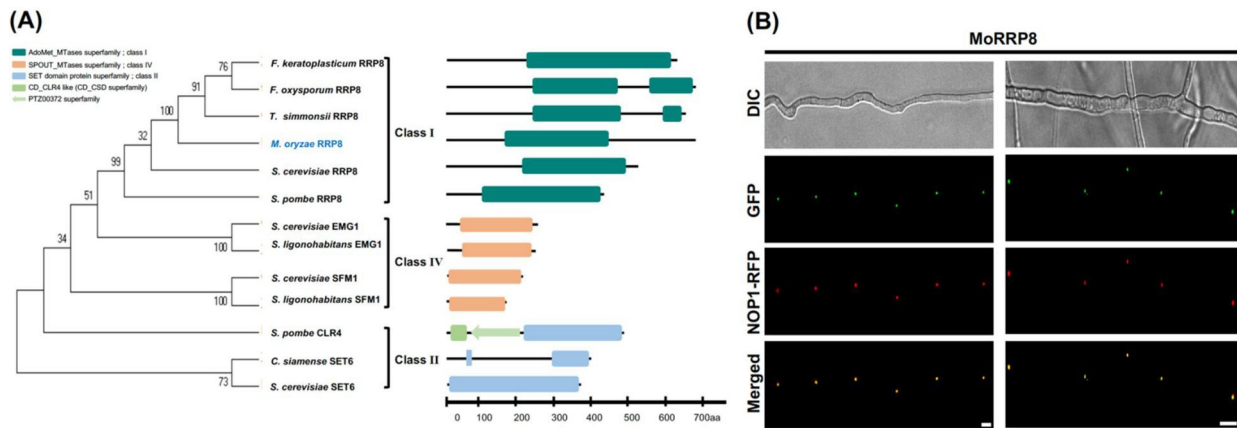 (A)
AdoMet_MTases superfamily ; class I
SPOUT_MTases superfamily ; class IV
SET domain protein superfamily ; class II
CD_CLR4 like (CD_CSD superfamily)
PTZ00372 superfamily
76
91
100
32
99
51
34
100
100
73
F. keratoplasticum RRP8
F. oxysporum RRP8
T. simmonsii RRP8
M. oryzae RRP8
S. cerevisiae RRP8
S. pombe RRP8
S. cerevisiae EMG1
S. ligonohabitans EMG1
S. cerevisiae SFM1
S. ligonohabitans SFM1
S. pombe CLR4
C. siamense SET6
S. cerevisiae SET6
Class I
Class IV
Class II
0 100 200 300 400 500 600 700aa
(B)
MoRRP8
DIC
GFP
NOP1-RFP
Merged